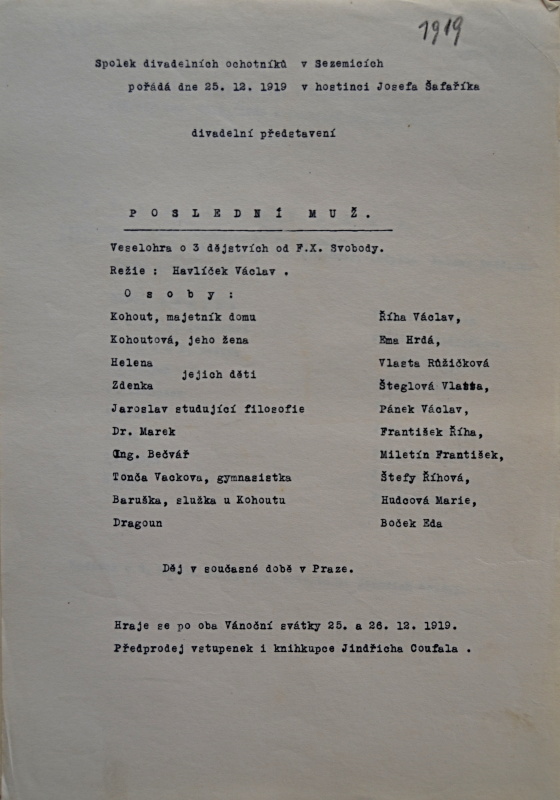 1919
Spolek divadelních ochotníků v Sezemicích
pořádá dne 25. 12. 1919 v hostinci Josefa Šafaříka
divadelní představení
P O S L E D N Í M U Ž .
Veselohra o 3 dějstvích od F.X. Svobody.
Režie : Havlíček Václav .
O s o b y :
Kohout, majetník domu Říha Václav,
Kohoutová, jeho žena Ema Hrdá,
Helena Vlasta Růžičková
jejich děti
Zdenka Šteglová Vlasta,
Jaroslav studující filosofie Pánek Václav,
Dr. Marek František Říha,
Ing. Bečvář Miletín František,
Tonča Vackova, gymnasistka Štefy Říhová,
Baruška, služka u Kohoutu Hudcová Marie,
Dragoun Boček Eda
Děj v současné době v Praze.
Hraje se po oba Vánoční svátky 25. a 26. 12. 1919.
Předprodej vstupenek i knihkupce Jindřicha Coufala .